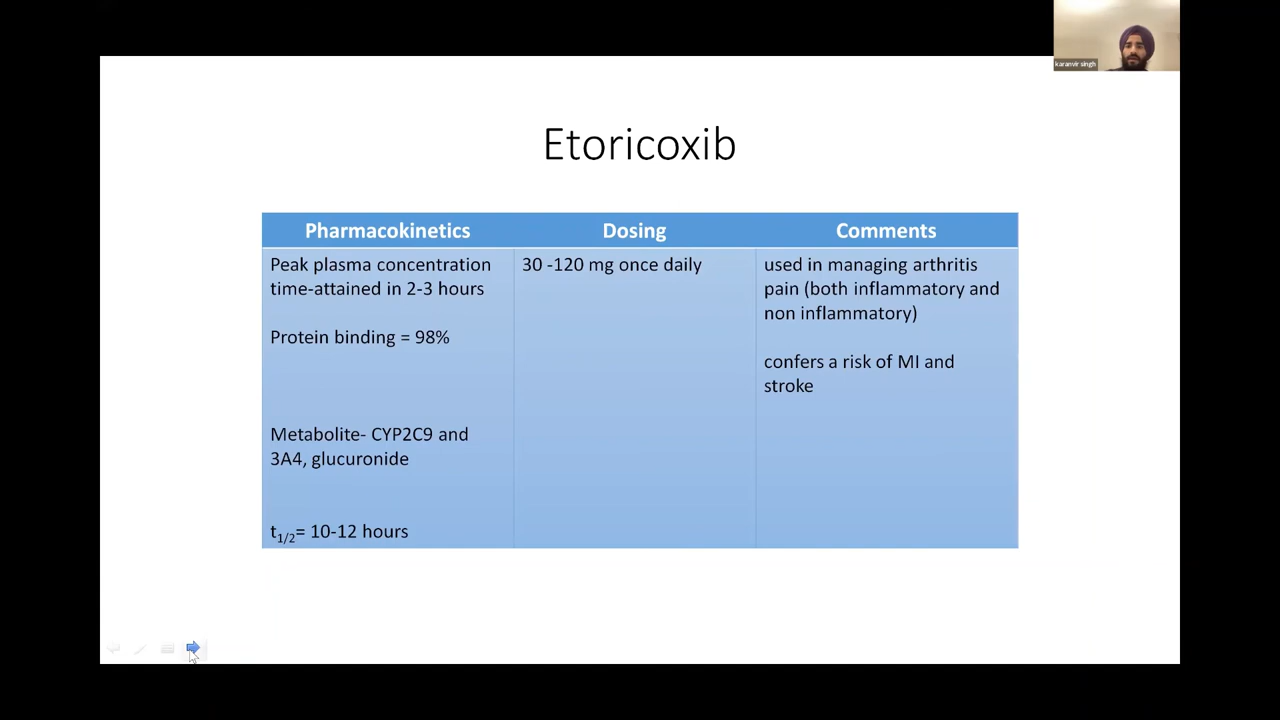 karanvir singh
Etoricoxib
Pharmacokinetics
Dosing
Comments
Peak plasma concentration
time-attained in 2-3 hours
Protein binding = 98%
Metabolite- CYP2C9 and
3A4, glucuronide
t1/2= 10-12 hours
30 -120 mg once daily
used in managing arthritis
pain (both inflammatory and
non inflammatory)
confers a risk of MI and
stroke